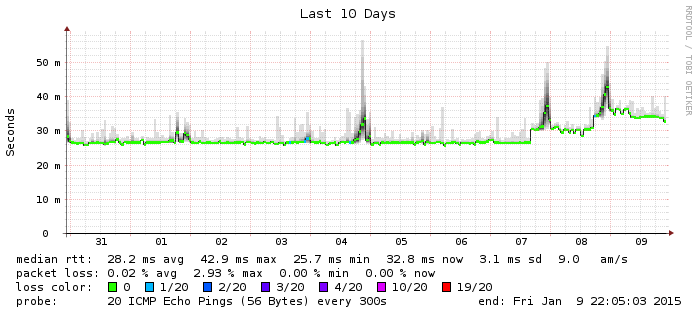 Last 10 Days
RRDTOOL / TOBI OETIKER
Seconds
50 m
40 m
30 m
20 m
10 m
0
31 01 02 03 04 05 06 07 08 09
median rtt: 28.2 ms avg 42.9 ms max 25.7 ms min 32.8 ms now 3.1 ms sd 9.0 am/s
packet loss: 0.02 % avg 2.93 % max 0.00 % min 0.00 % now
loss color: 0 1/20 2/20 3/20 4/20 10/20 19/20
probe: 20 ICMP Echo Pings (56 Bytes) every 300s end: Fri Jan 9 22:05:03 2015